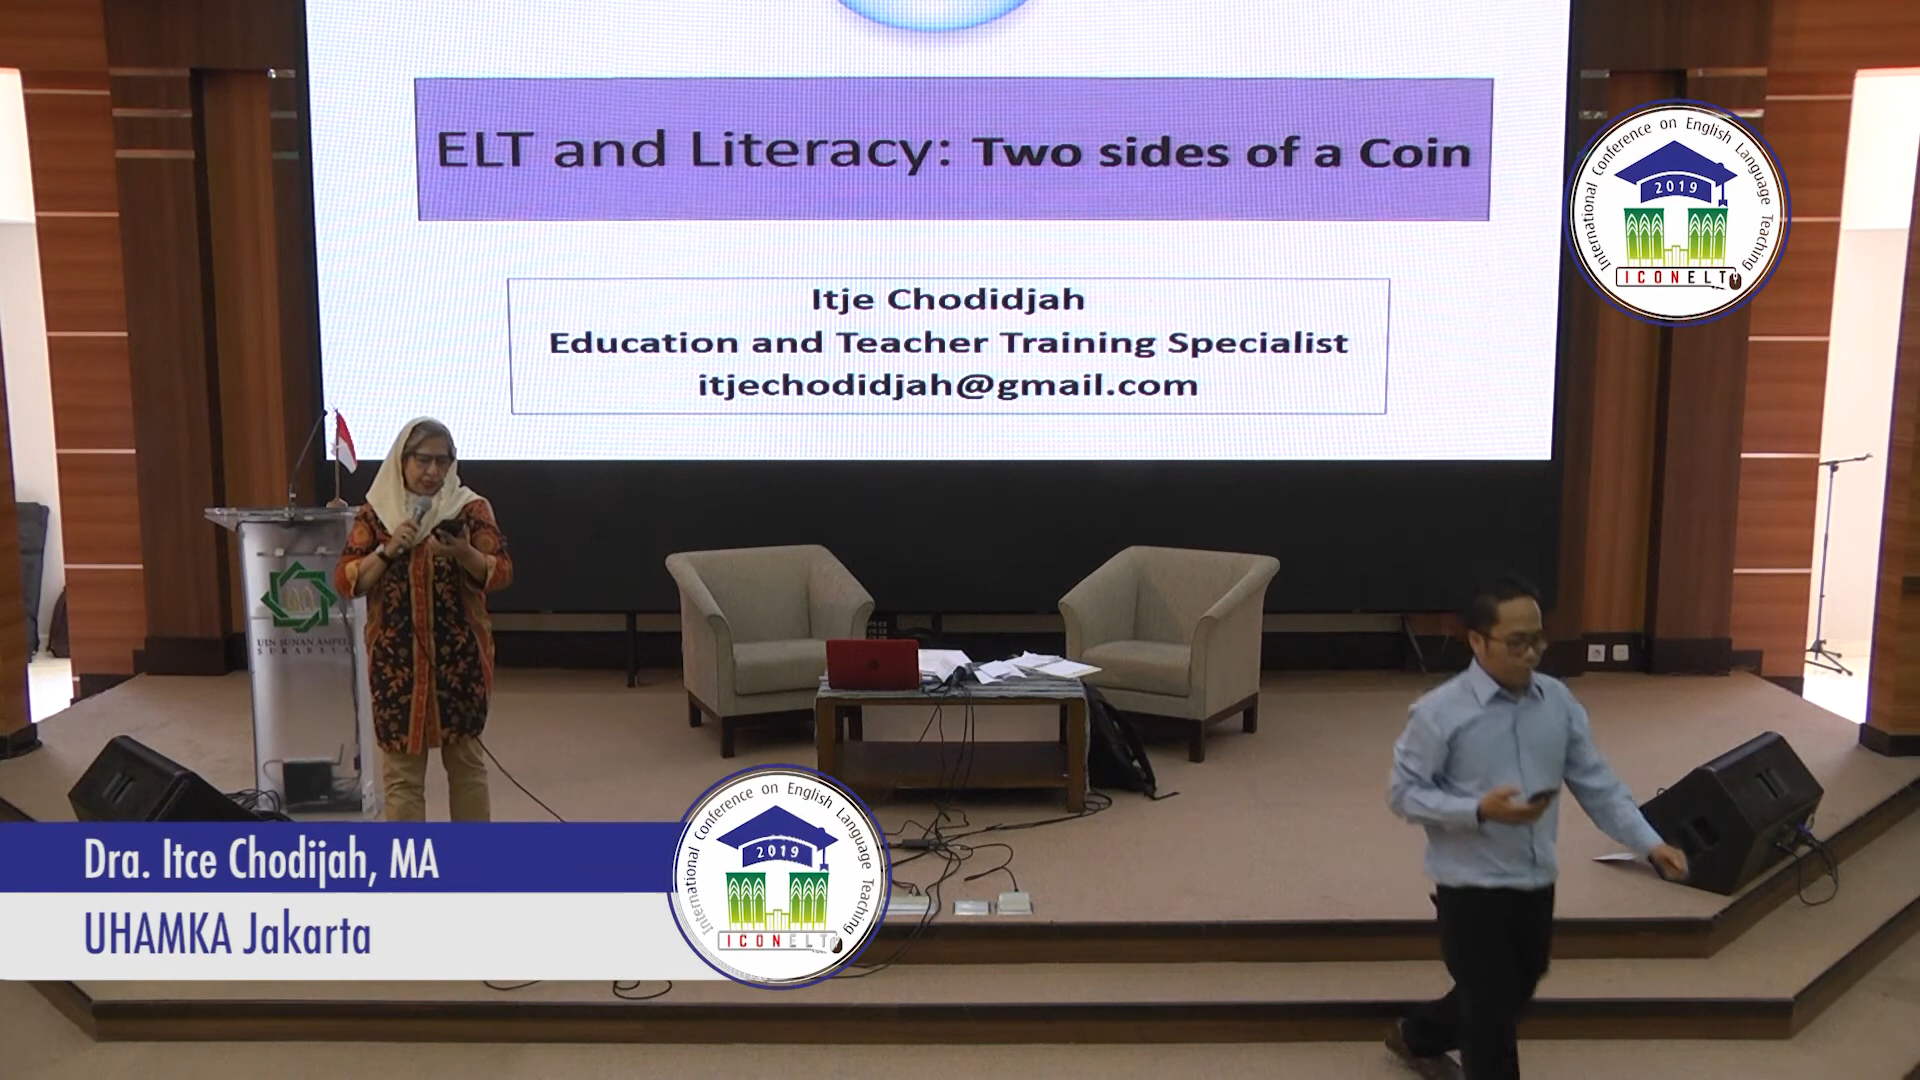 ELT and Literacy: Two sides of a Coin
Itje Chodidjah
Education and Teacher Training Specialist
itjechodidjah@gmail.com
International Conference on English Language Teaching
2019
ICONELT
UIN SUNAN AMPEL
SURABAYA
Dra. Itce Chodijah, MA
UHAMKA Jakarta
International Conference on English Language Teaching
2019
ICONELT